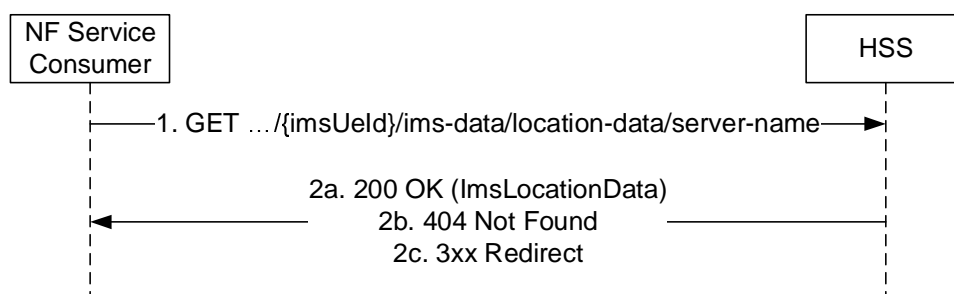 NF Service
Consumer
HSS
1. GET …/{imsUeId}/ims-data/location-data/server-name
2a. 200 OK (ImsLocationData)
2b. 404 Not Found
2c. 3xx Redirect